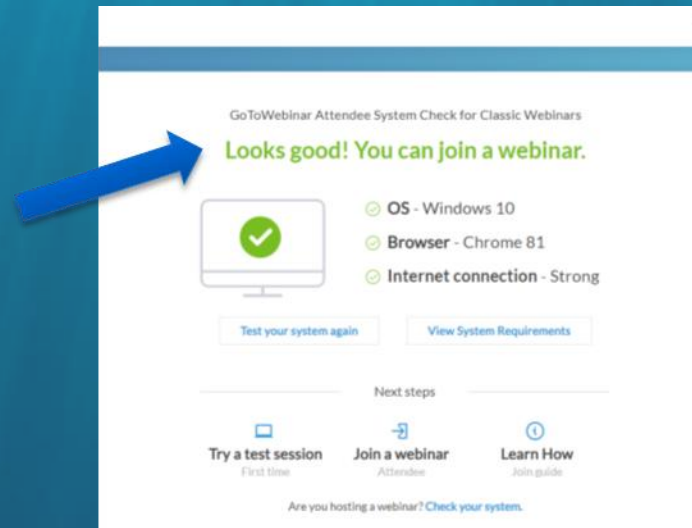 GoToWebinar Attendee System Check for Classic Webinars
Looks good! You can join a webinar.
OS - Windows 10
Browser - Chrome 81
Internet connection - Strong
Test your system again View System Requirements
Next steps
Try a test session Join a webinar Learn How
First time Attendee Join guide
Are you hosting a webinar? Check your system.